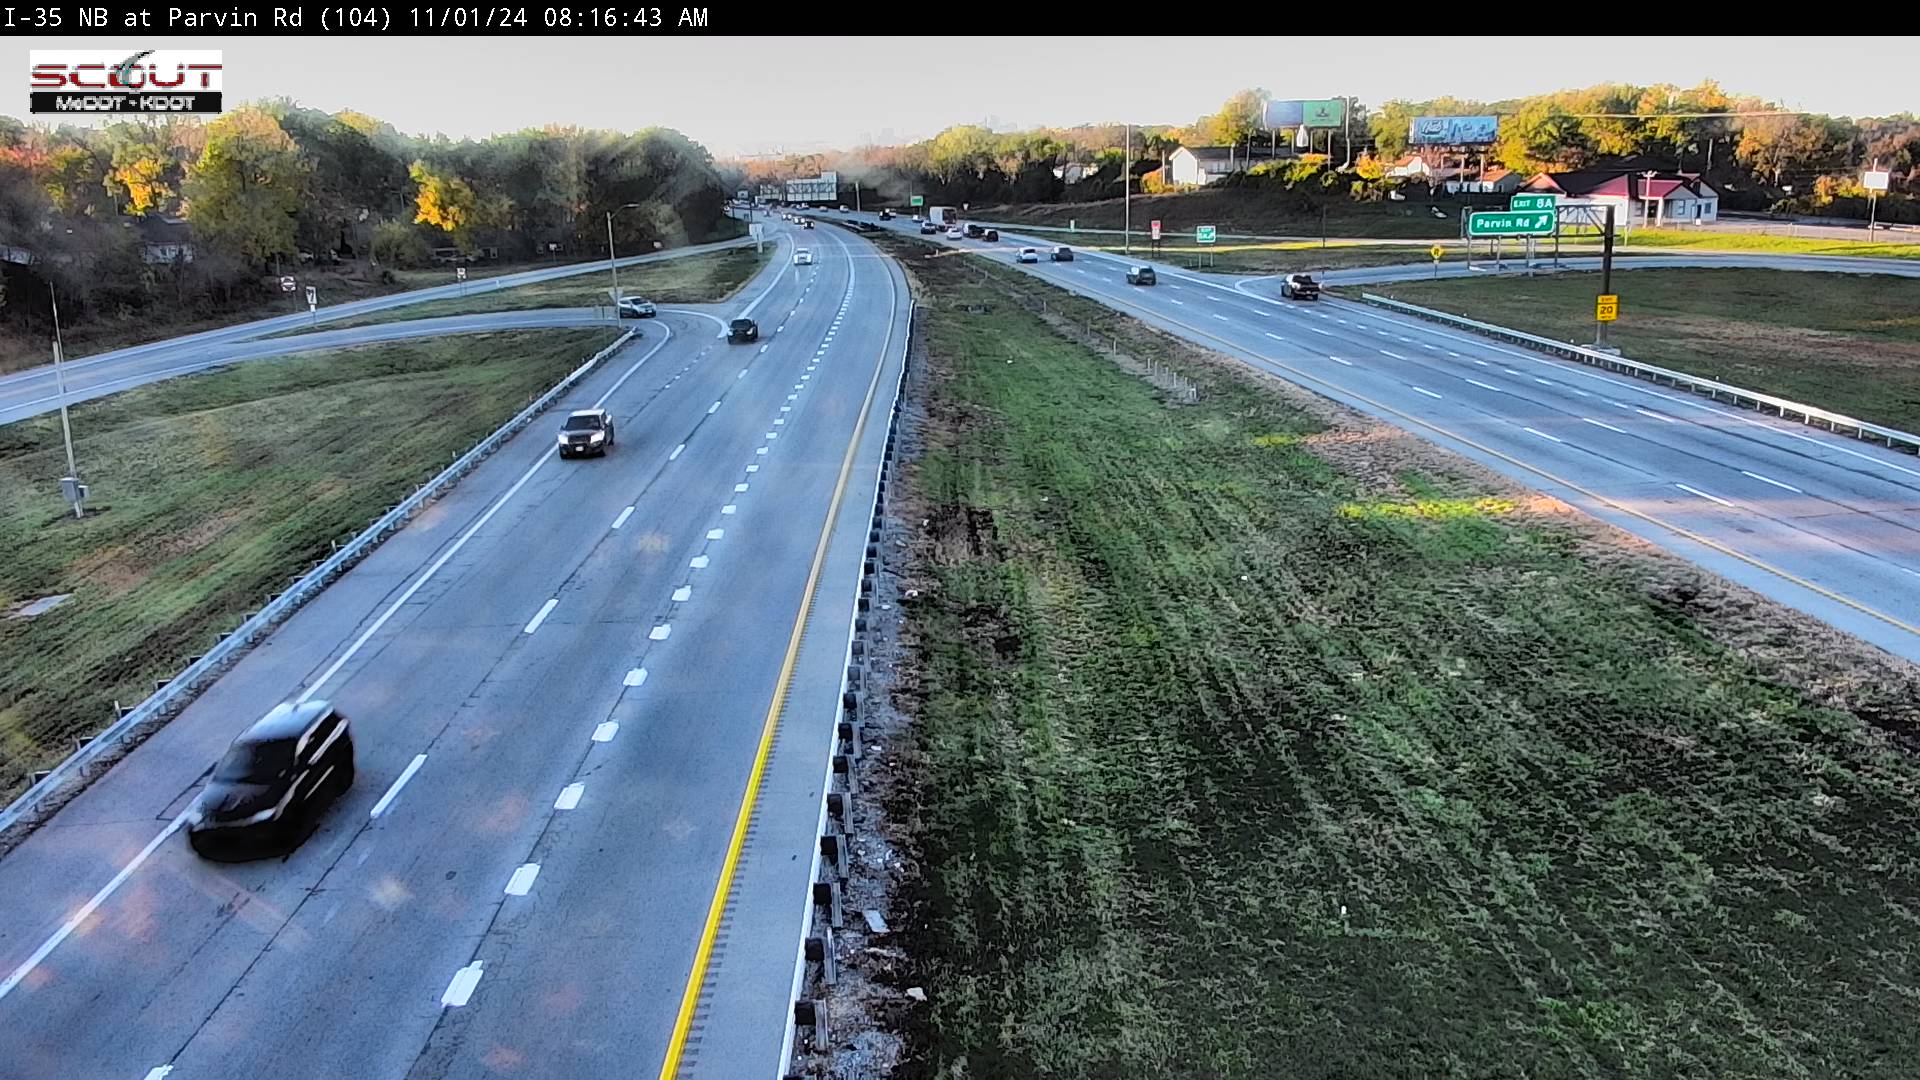 I-35 NB at Parvin Rd (104) 11/01/24 08:16:43 AM
SCOUT
MoDOT - KDOT
EXIT 8A
Parvin Rd
EXIT
20